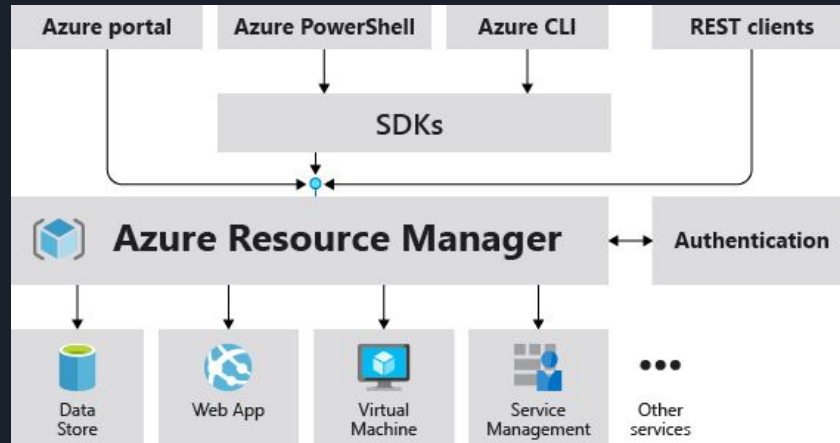 Azure portal
Azure PowerShell
Azure CLI
REST clients
SDKs
Azure Resource Manager
Authentication
Data
Store
Web App
Virtual
Machine
Service
Management
Other
services